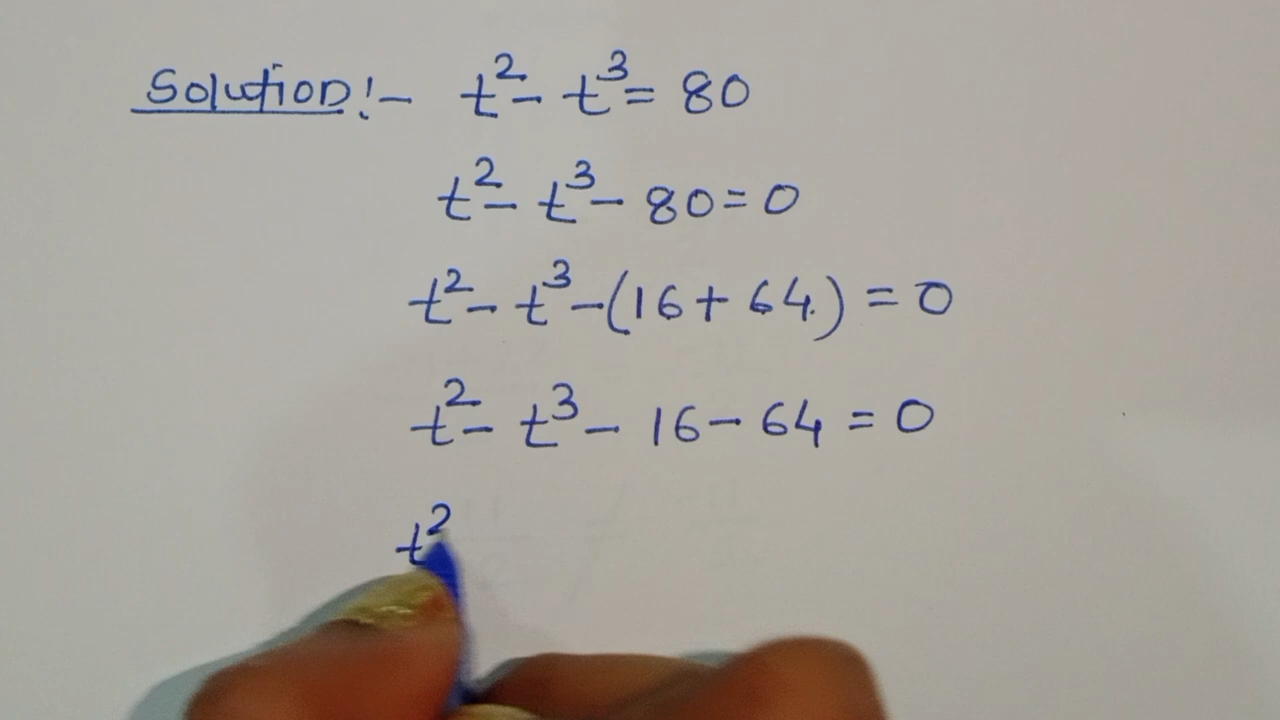 Solution!- t² - t³ = 80
t² - t³ - 80 = 0
t² - t³ - (16 + 64) = 0
t² - t³ - 16 - 64 = 0
t²